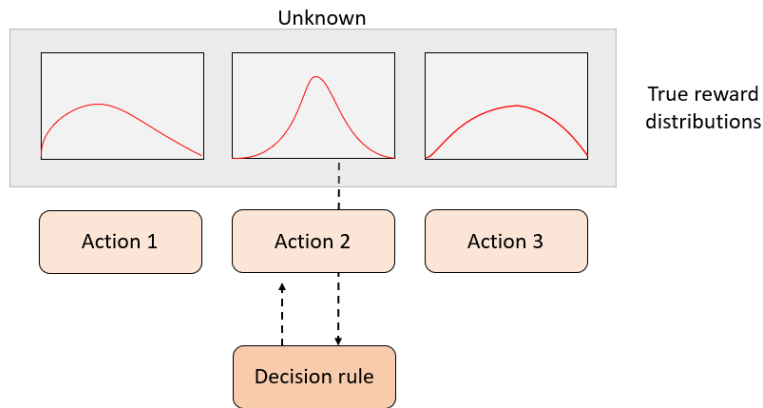 Unknown
True reward
distributions
Action 1
Action 2
Action 3
Decision rule